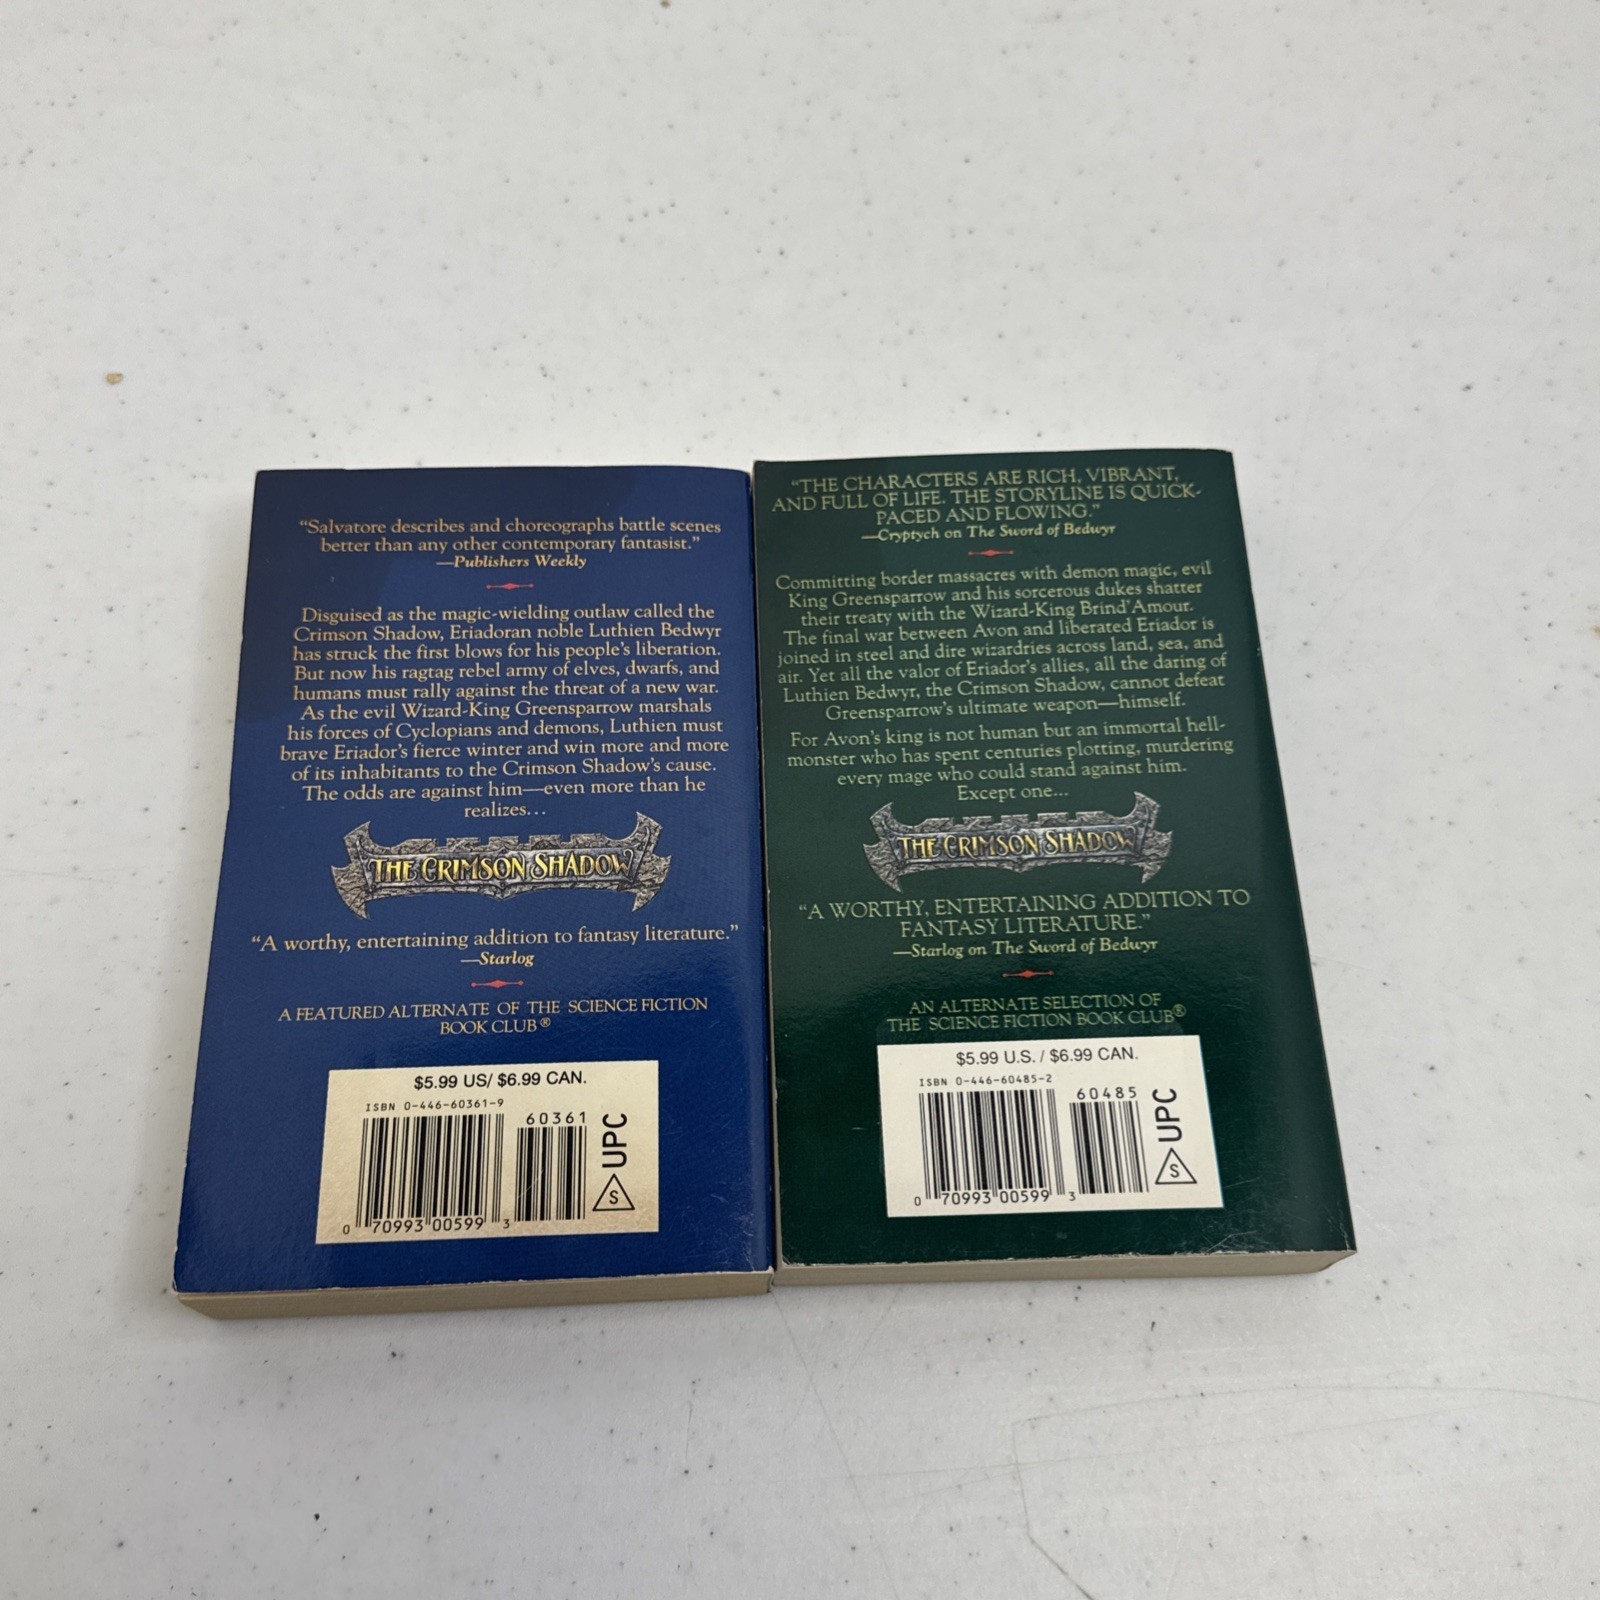 “Salvatore describes and choreographs battle scenes
better than any other contemporary fantasist.”
—Publishers Weekly
Disguised as the magic-wielding outlaw called the
Crimson Shadow, Eriadoran noble Luthien Bedwyr
has struck the first blows for his people's liberation.
But now his ragtag rebel army of elves, dwarfs, and
humans must rally against the threat of a new war.
As the evil Wizard-King Greensparrow marshals
his forces of Cyclopians and demons, Luthien must
brave Eriador's fierce winter and win more and more
of its inhabitants to the Crimson Shadow's cause.
The odds are against him—even more than he
realizes...
THE CRIMSON SHADOW
“A worthy, entertaining addition to fantasy literature.”
—Starlog
A FEATURED ALTERNATE OF THE SCIENCE FICTION
BOOK CLUB®
$5.99 US/ $6.99 CAN.
ISBN 0-446-60361-9
60361
UPC
S
0 70993 00599 3
“THE CHARACTERS ARE RICH, VIBRANT,
AND FULL OF LIFE. THE STORYLINE IS QUICK-
PACED AND FLOWING.”
—Cryptych on The Sword of Bedwyr
Committing border massacres with demon magic, evil
King Greensparrow and his sorcerous dukes shatter
their treaty with the Wizard-King Brind'Amour.
The final war between Avon and liberated Eriador is
joined in steel and dire wizardries across land, sea, and
air. Yet all the valor of Eriador's allies, all the daring of
Luthien Bedwyr, the Crimson Shadow, cannot defeat
Greensparrow's ultimate weapon—himself.
For Avon's king is not human but an immortal hell-
monster who has spent centuries plotting, murdering
every mage who could stand against him.
Except one...
THE CRIMSON SHADOW
“A WORTHY, ENTERTAINING ADDITION TO
FANTASY LITERATURE.”
—Starlog on The Sword of Bedwyr
AN ALTERNATE SELECTION OF
THE SCIENCE FICTION BOOK CLUB®
$5.99 U.S. / $6.99 CAN.
ISBN 0-446-60485-2
60485
UPC
S
0 70993 00599 3